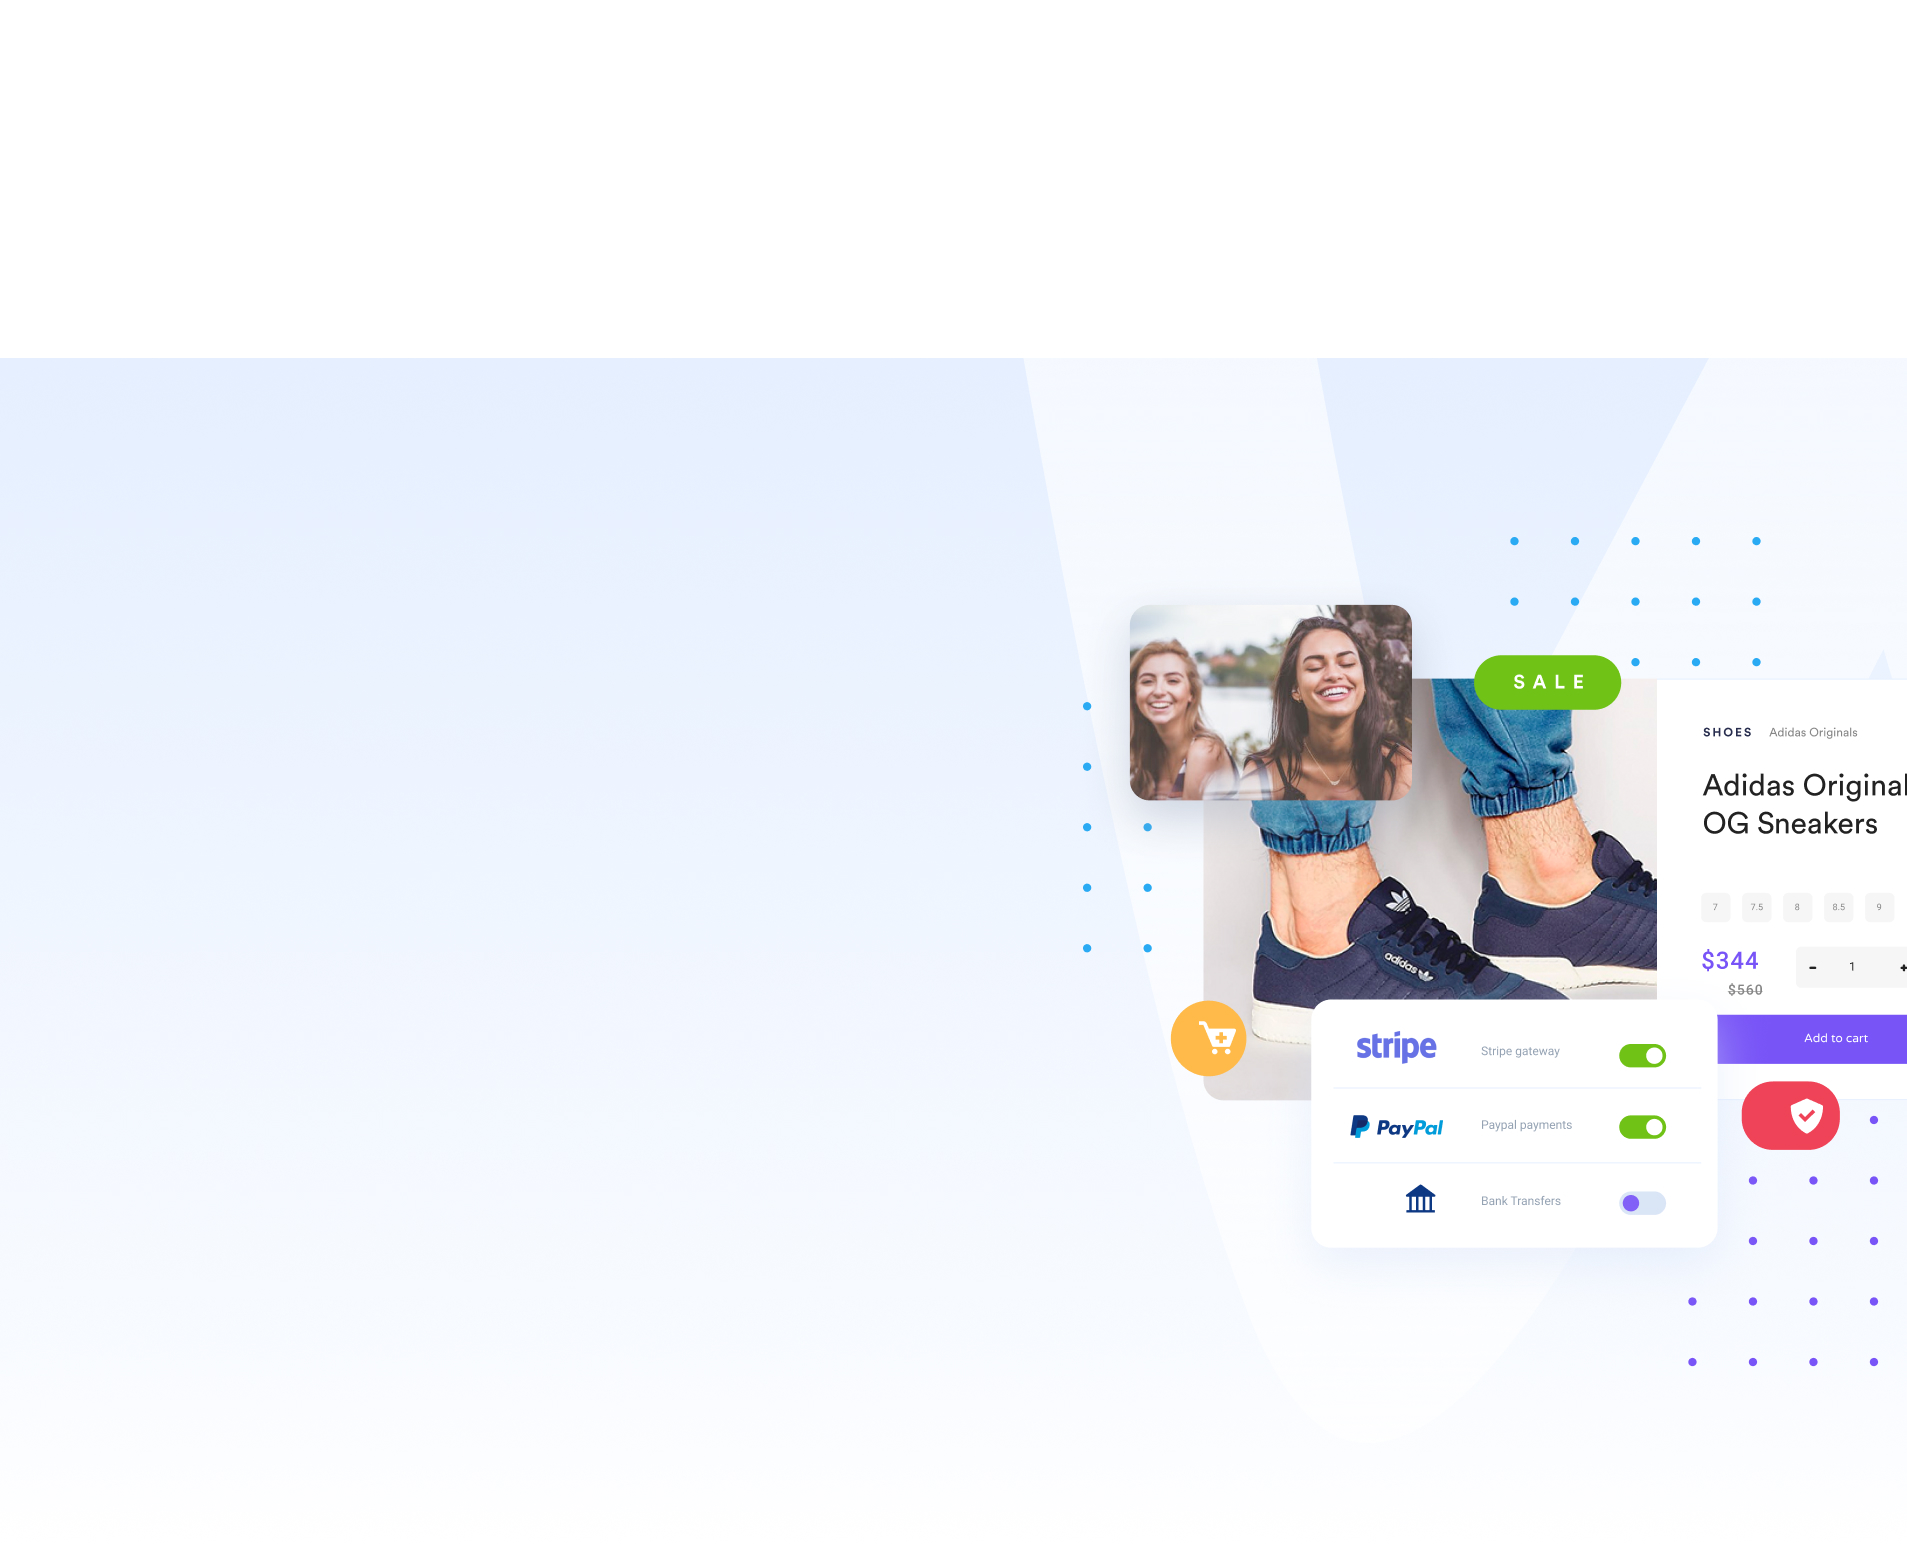 SALE
SHOES Adidas Originals
Adidas Original
OG Sneakers
7 7.5 8 8.5 9
adidas
$344
- 1 +
$560
Add to cart
stripe Stripe gateway
PayPal Paypal payments
Bank Transfers